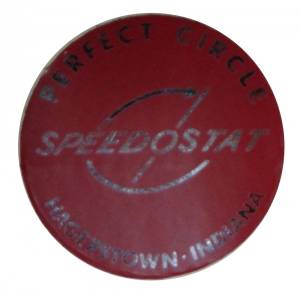 PERFECT CIRCLE
SPEEDOSTAT
HAGERSTOWN · INDIANA